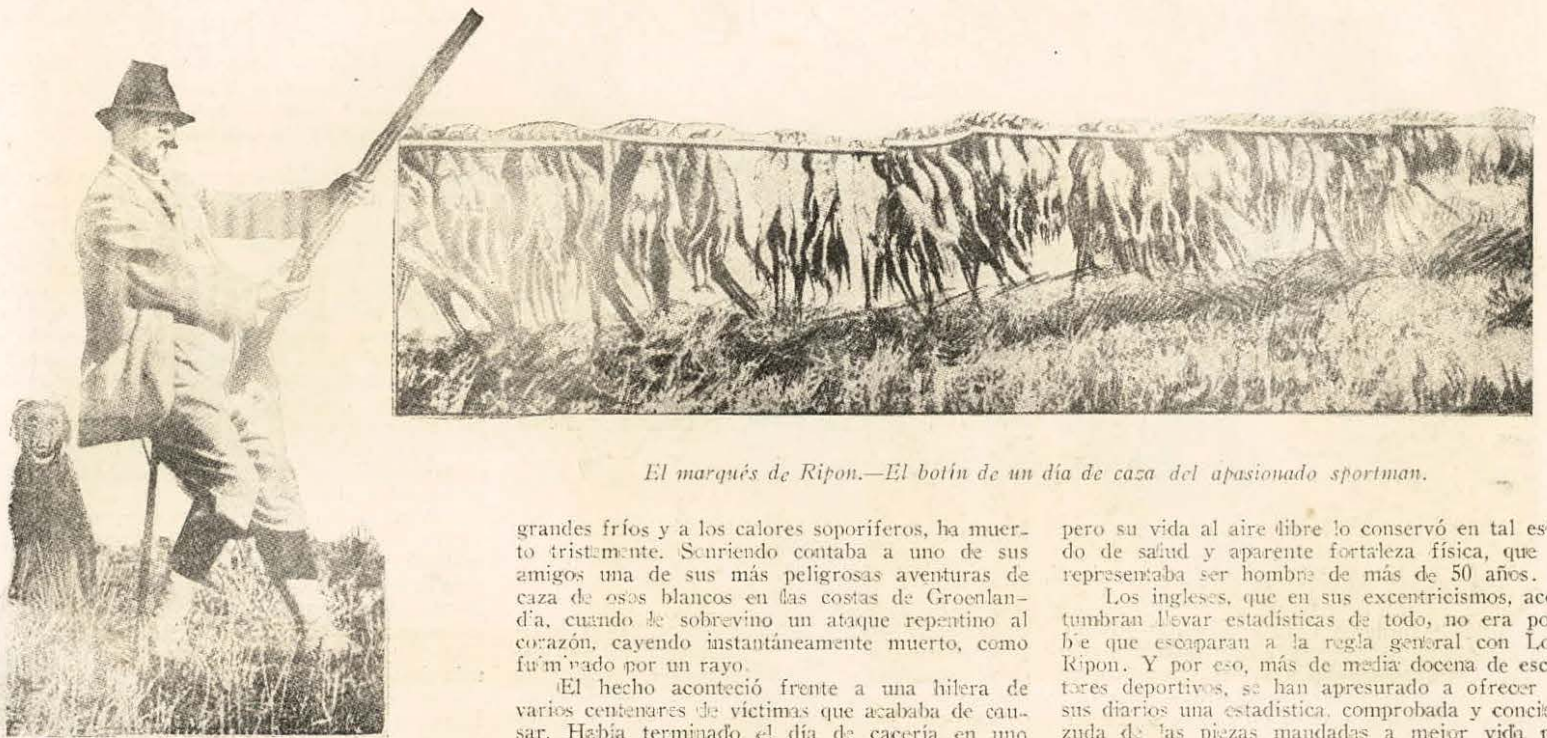 El marqués de Ripon.—El botín de un día de caza del apasionado sportman.
grandes fríos y a los calores soporíferos, ha muer-
to tristemente. Sonriendo contaba a uno de sus
amigos una de sus más peligrosas aventuras de
caza de osos blancos en las costas de Groenlan-
dia, cuando le sobrevino un ataque repentino al
corazón, cayendo instantáneamente muerto, como
fulminado por un rayo.
El hecho aconteció frente a una hilera de
varios centenares de víctimas que acababa de cau-
sar. Había terminado el día de cacería en uno
pero su vida al aire libre lo conservó en tal es
do de salud y aparente fortaleza física, que
representaba ser hombre de más de 50 años.
Los ingleses, que en sus excentricismos, aco
tumbran llevar estadísticas de todo, no era po
ble que escaparan a la regla general con Lo
Ripon. Y por eso, más de media docena de esc
tores deportivos, se han apresurado a ofrecer
sus diarios una estadística, comprobada y concie
zuda de las piezas mandadas a mejor vida